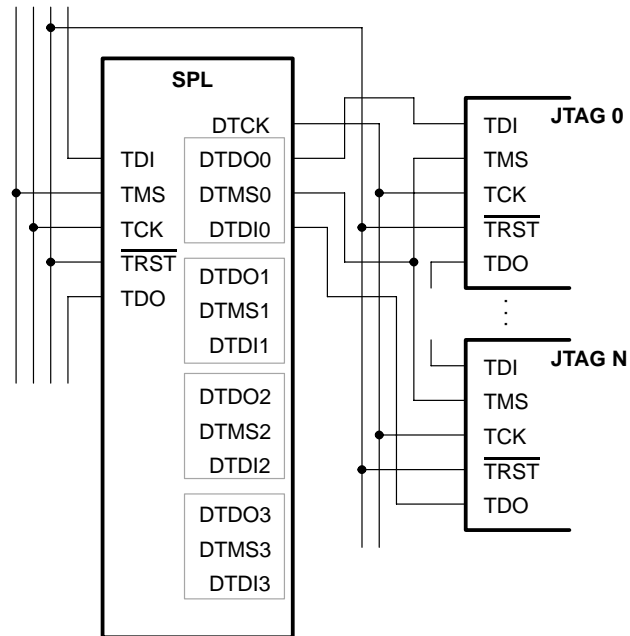 SPL
DTCK
TDI
TMS
TCK
TRST
TDO
DTDO0
DTMS0
DTDI0
DTDO1
DTMS1
DTDI1
DTDO2
DTMS2
DTDI2
DTDO3
DTMS3
DTDI3
JTAG 0
TDI
TMS
TCK
TRST
TDO
JTAG N
TDI
TMS
TCK
TRST
TDO